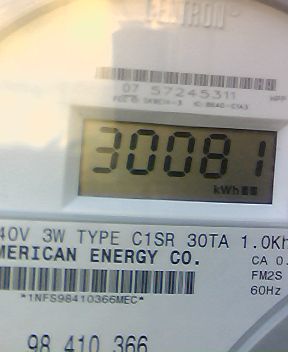 07 57245311
30081
kWh
40V 3W TYPE C1SR 30TA 1.0Kh
MERICAN ENERGY CO.
CA 0.
FM2S
*1NFS98410366MEC*
60Hz
98 410 366